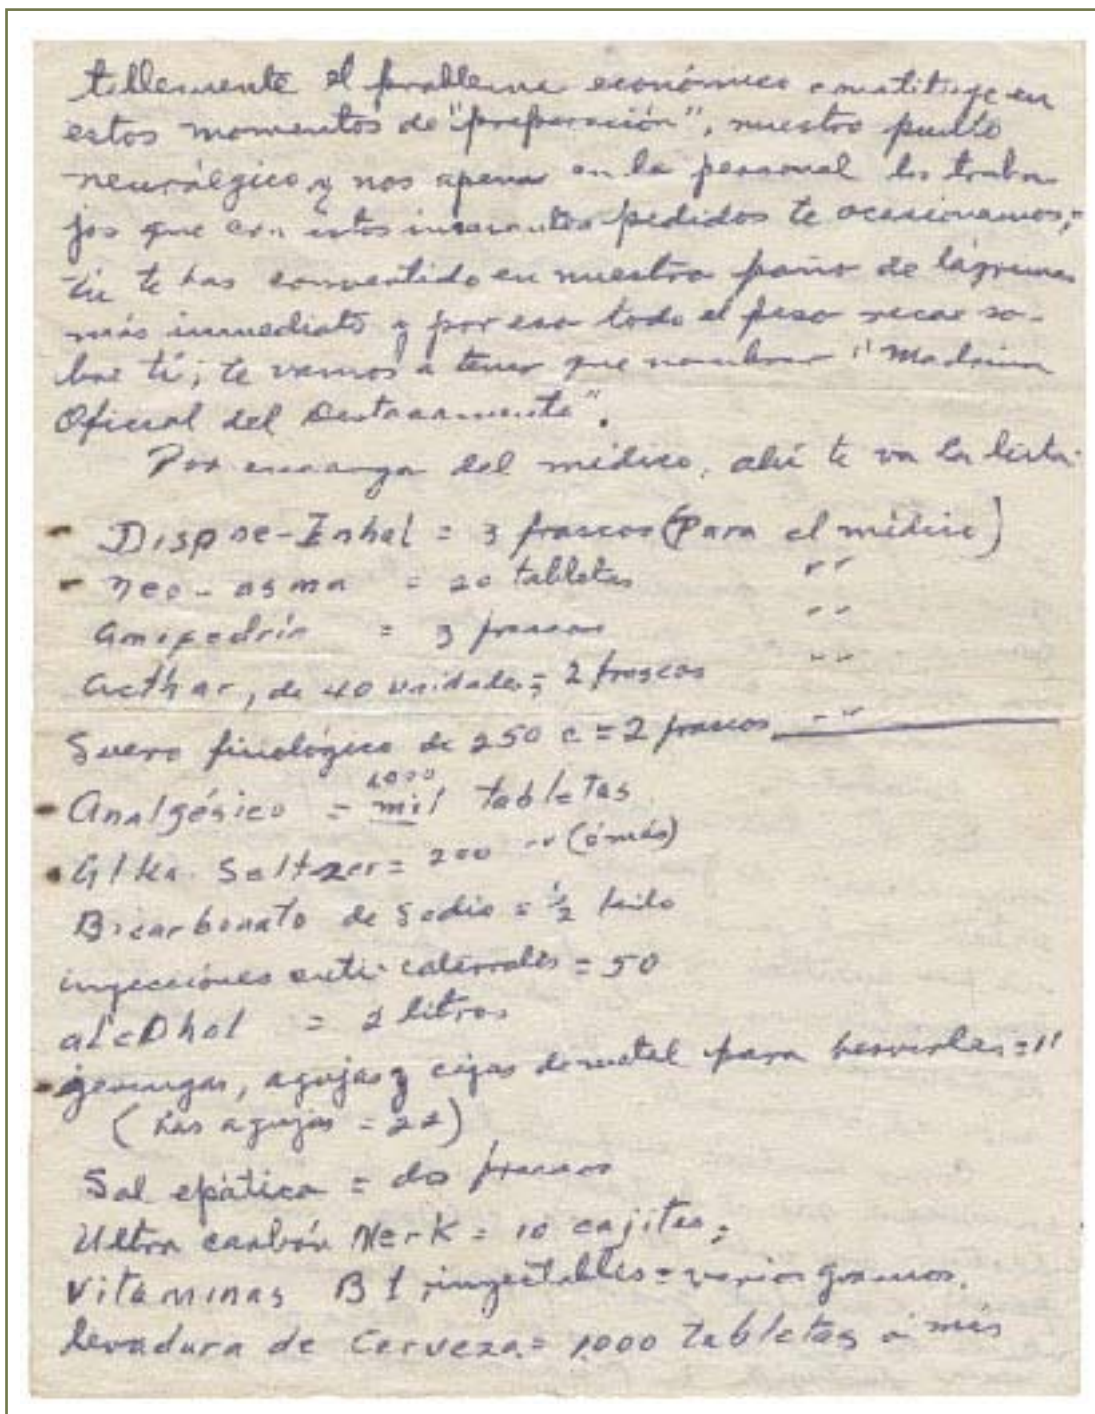 tablemente el problema económico constituye en
estos momentos de "preparación", nuestro punto
neurálgico, y nos apena en lo personal los traba-
jos que con estos incesantes pedidos te ocasionamos;
tú te has convertido en nuestro paño de lágrimas
más inmediato y por eso todo el peso recae so-
bre tí; te vamos a tener que nombrar "Madrina
Oficial del Destacamento".
Por encargo del médico, ahí te va la lista:
- Dispne-Inhal = 3 frascos (Para el médico)
- Neo-asma = 20 tabletas " "
Amifedrín = 3 frascos " "
Acthar, de 40 unidades = 2 frascos " "
Suero fisiológico de 250 c = 2 frascos " "
1000
- Analgésico = mil tabletas
- Alka-Seltzer = 200 " (ó más)
Bicarbonato de Sodio = ½ kilo
inyecciones anti-catarrales = 50
alcohol = 2 litros
- geringas, agujas y cajas de metal para hervirlas =
(Las agujas = 22)
Sal epática = dos frascos
Ultra carbón Merk = 10 cajitas;
Vitaminas B 1 inyectables = varios gramos.
Levadura de Cerveza = 1000 tabletas ó más